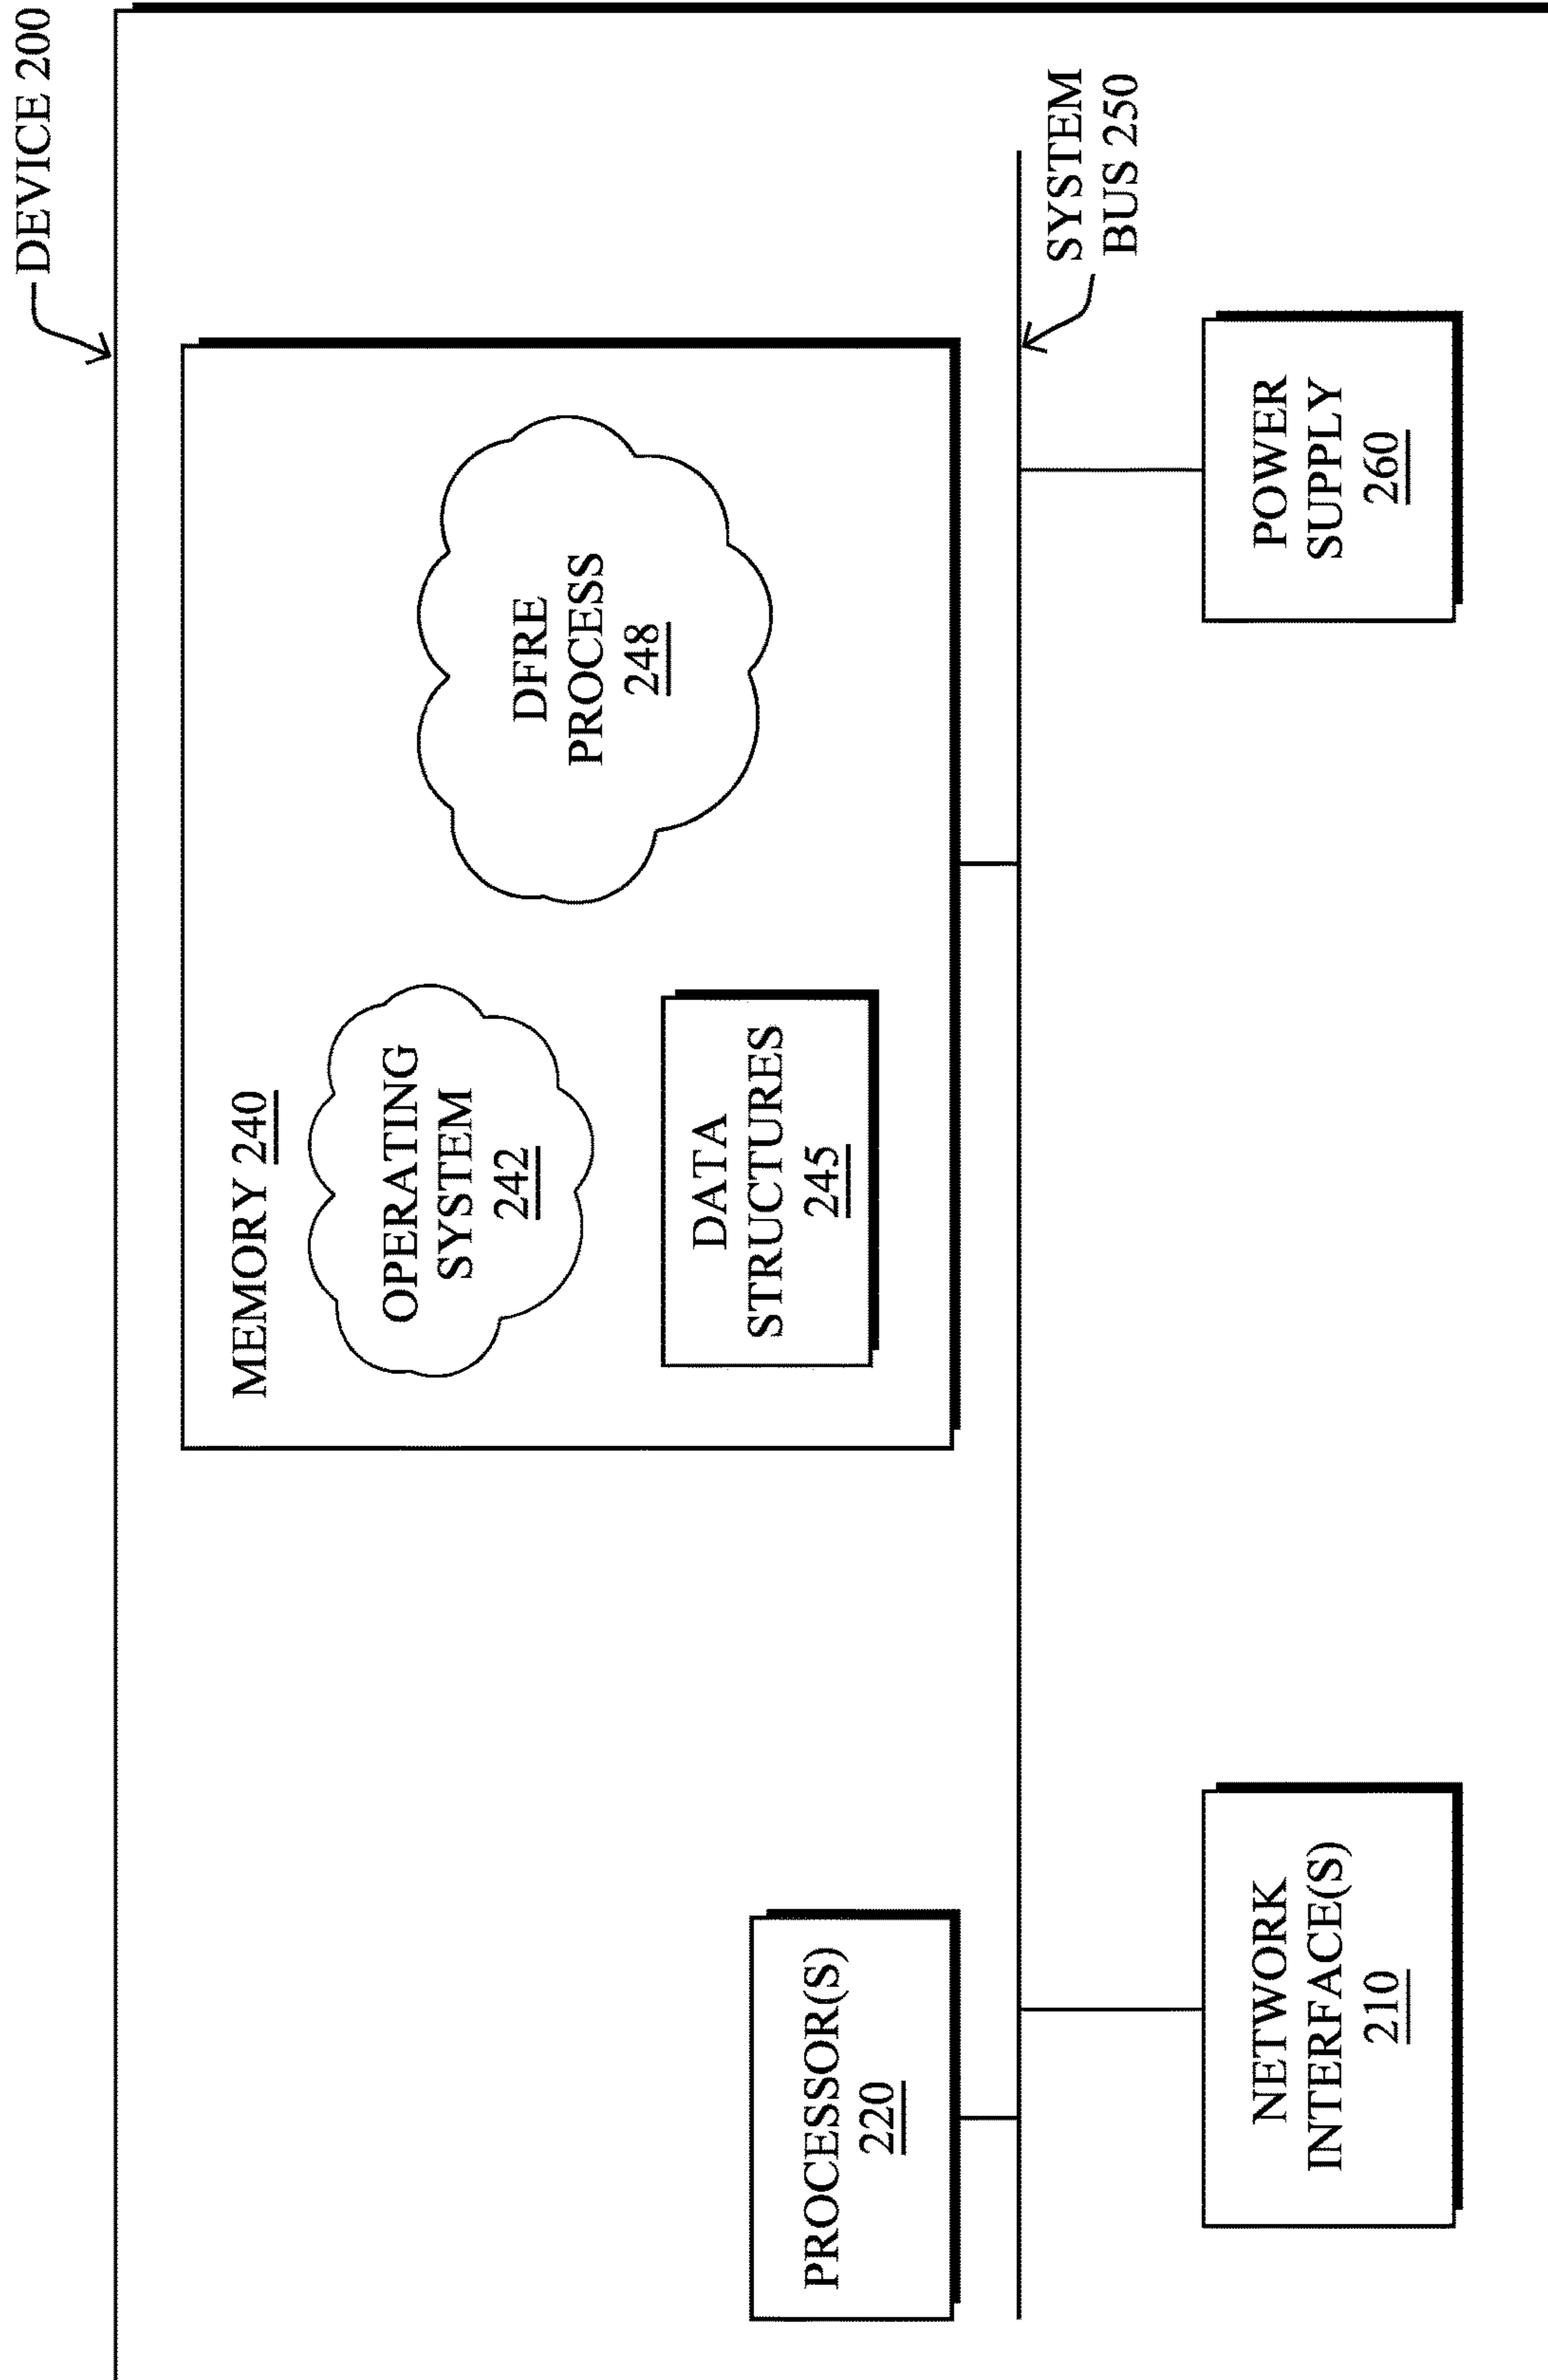 DEVICE 200
MEMORY 240
OPERATING
SYSTEM
242
DATA
STRUCTURES
245
DFRE
PROCESS
248
PROCESSOR(S)
220
SYSTEM
BUS 250
NETWORK
INTERFACE(S)
210
POWER
SUPPLY
260